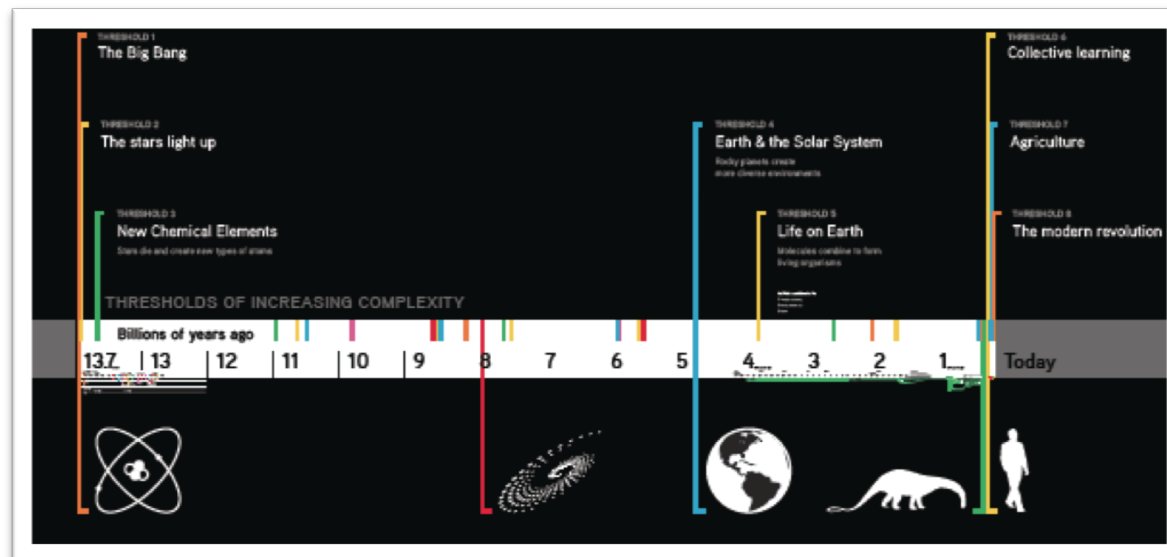 THRESHOLD 1
The Big Bang
THRESHOLD 2
The stars light up
THRESHOLD 3
New Chemical Elements
Stars die and create new types of atoms
THRESHOLD 4
Earth & the Solar System
Rocky planets create
more diverse environments
THRESHOLD 5
Life on Earth
Molecules combine to form
living organisms
THRESHOLD 6
Collective learning
THRESHOLD 7
Agriculture
THRESHOLD 8
The modern revolution
THRESHOLDS OF INCREASING COMPLEXITY
Billions of years ago
13.7 13 12 11 10 9 8 7 6 5 4 3 2 1 Today